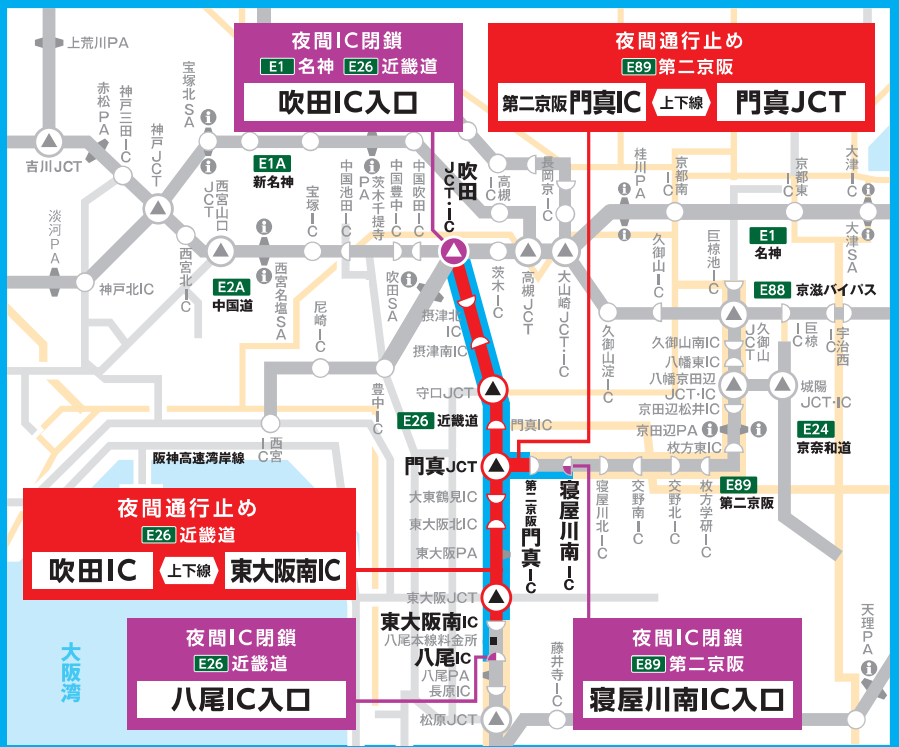 夜間IC閉鎖
E1 名神 E26 近畿道
吹田IC入口
夜間通行止め
E89 第二京阪
第二京阪門真IC 上下線 門真JCT
上荒川PA
赤松PA
神戸三田IC
神戸JCT
宝塚北SA
吉川JCT
淡河PA
神戸北IC
E1A
新名神
西宮山口JCT
西宮北IC
E2A
中国道
西宮名塩SA
宝塚IC
中国池田IC
茨木千提寺PA
中国豊中IC
中国吹田IC
吹田JCT・IC
高槻IC
長岡京IC
桂川PA
京都南IC
京都東IC
大津IC
大津SA
E1
名神
茨木IC
高槻JCT
大山崎JCT・IC
久御山淀IC
久御山IC
巨椋池IC
E88 京滋バイパス
久御山JCT
巨椋IC
宇治西IC
尼崎IC
豊中IC
西宮IC
吹田SA
摂津北IC
摂津南IC
守口JCT
E26 近畿道
門真IC
門真JCT
大東鶴見IC
東大阪北IC
東大阪PA
東大阪JCT
東大阪南IC
八尾本線料金所
八尾IC
八尾PA
長原IC
松原JCT
久御山南IC
八幡東IC
八幡京田辺JCT・IC
京田辺松井IC
京田辺PA
枚方東IC
城陽JCT・IC
E24
京奈和道
E89
第二京阪
第二京阪門真IC
寝屋川南IC
寝屋川北IC
交野南IC
交野北IC
枚方学研IC
阪神高速湾岸線
夜間通行止め
E26 近畿道
吹田IC 上下線 東大阪南IC
大阪湾
夜間IC閉鎖
E26 近畿道
八尾IC入口
夜間IC閉鎖
E89 第二京阪
寝屋川南IC入口
藤井寺IC
天理PA